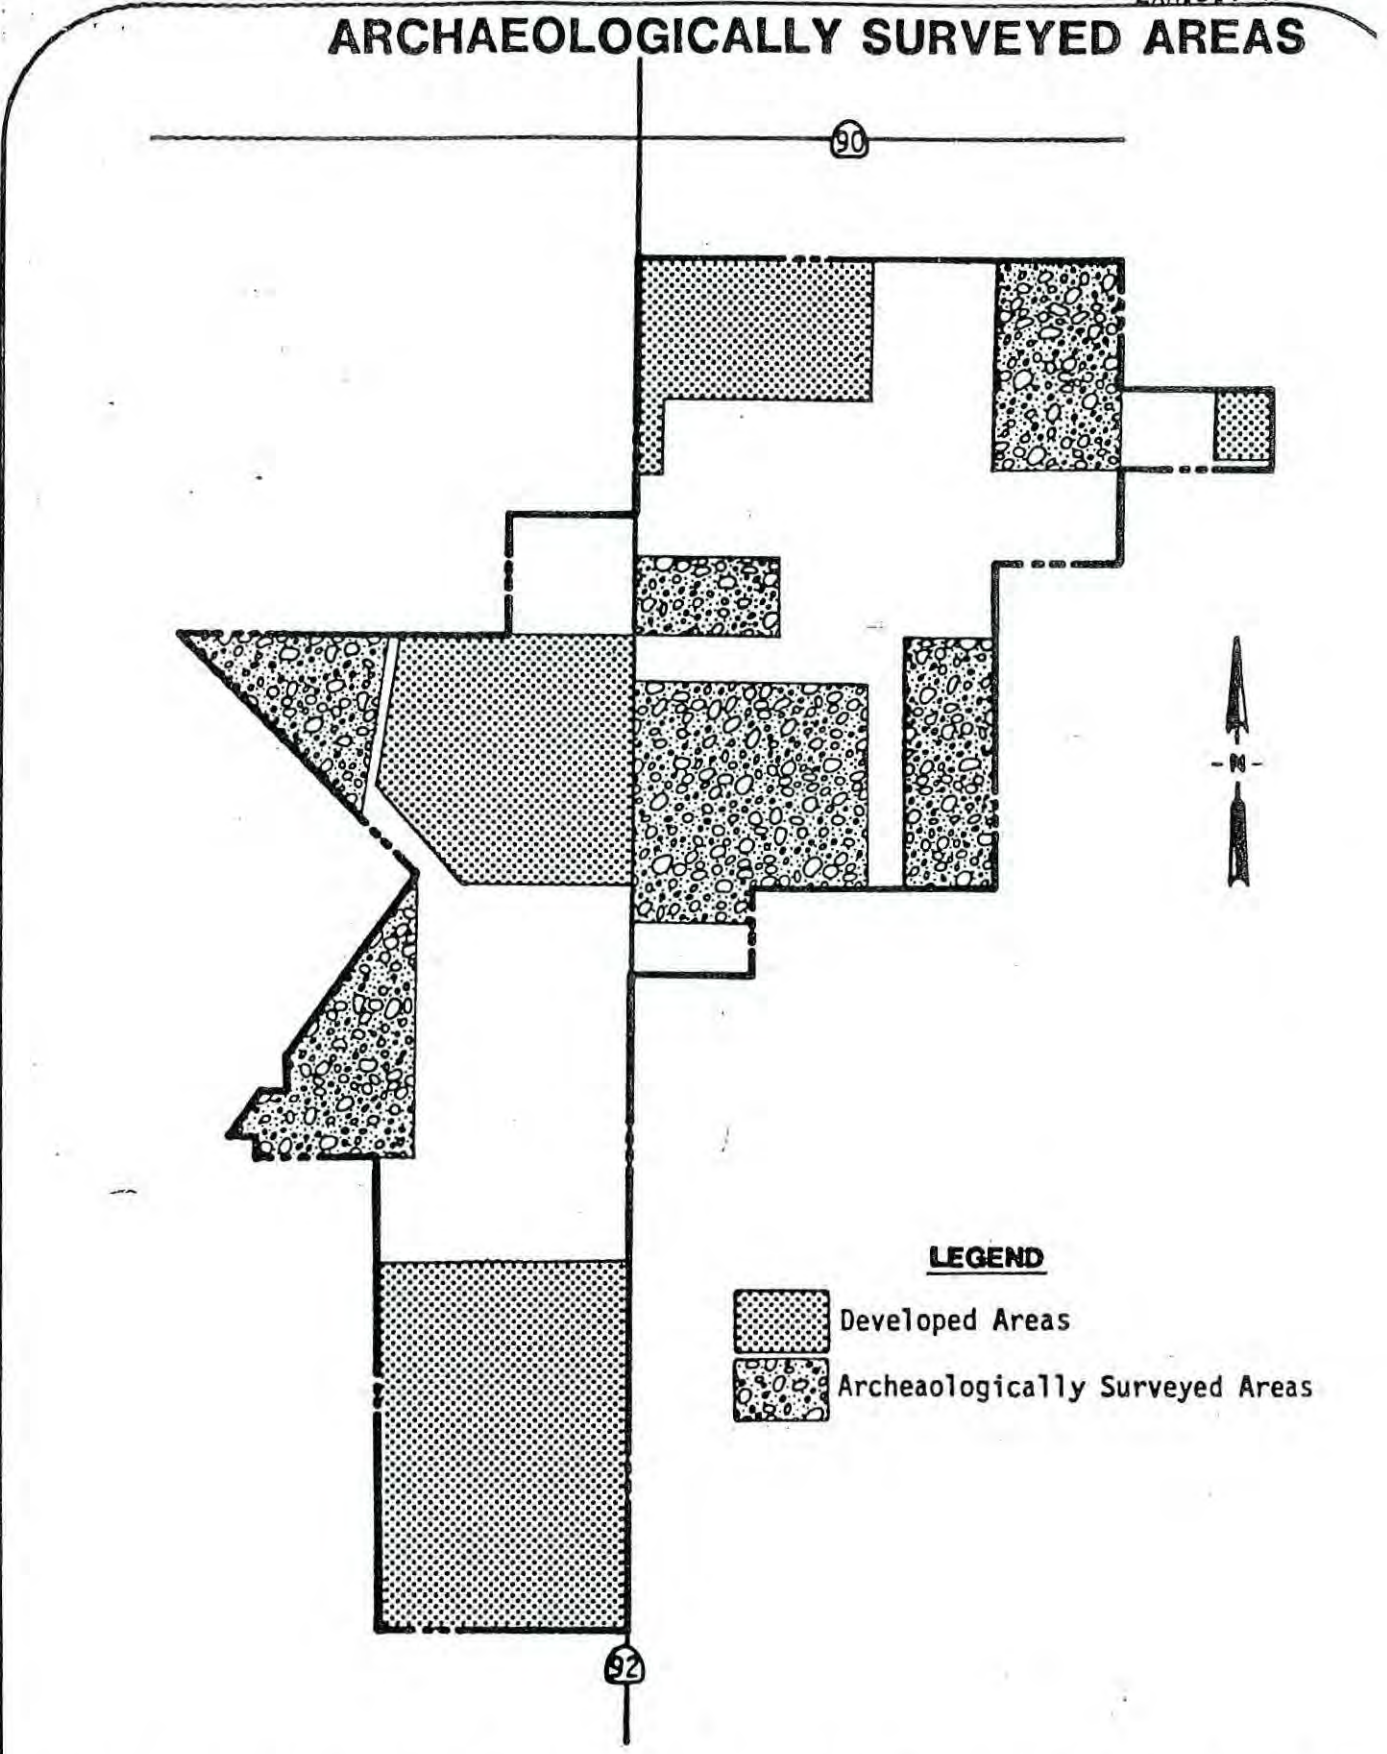 ARCHAEOLOGICALLY SURVEYED AREAS
90
-N-
LEGEND
Developed Areas
Archeaologically Surveyed Areas
92